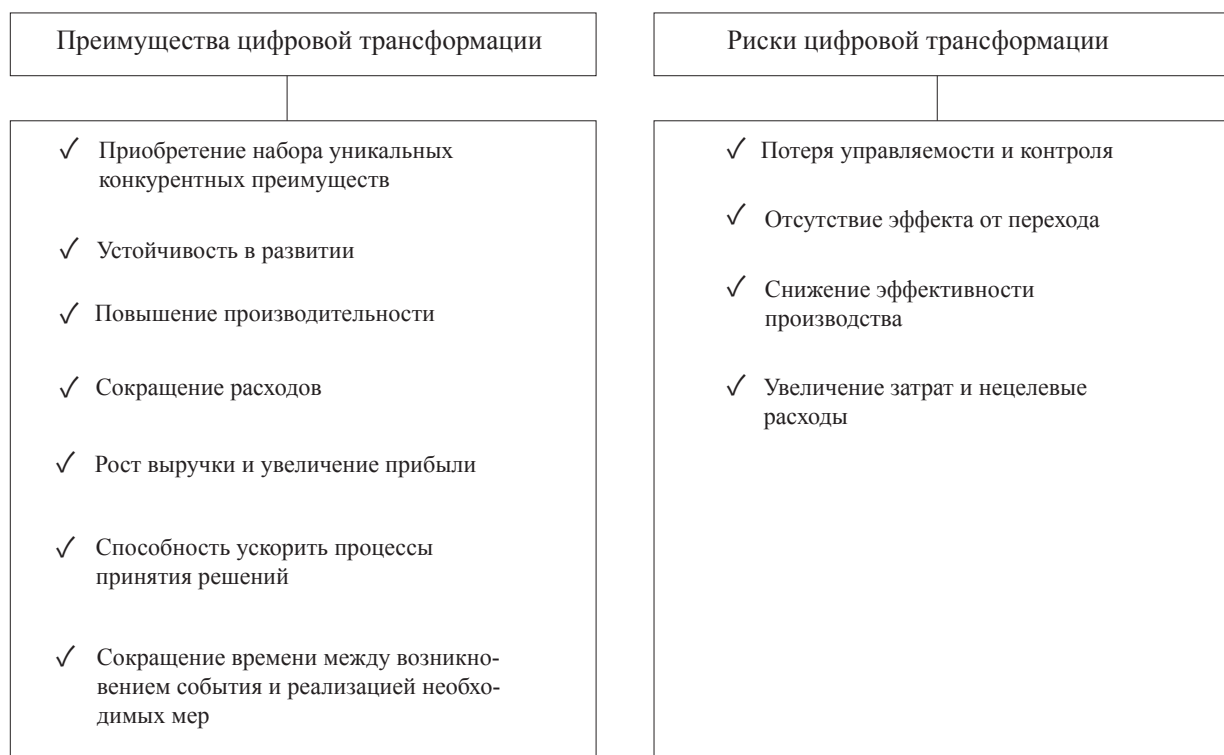 Преимущества цифровой трансформации
✓ Приобретение набора уникальных
конкурентных преимуществ
✓ Устойчивость в развитии
✓ Повышение производительности
✓ Сокращение расходов
✓ Рост выручки и увеличение прибыли
✓ Способность ускорить процессы
принятия решений
✓ Сокращение времени между возникно-
вением события и реализацией необхо-
димых мер
Риски цифровой трансформации
✓ Потеря управляемости и контроля
✓ Отсутствие эффекта от перехода
✓ Снижение эффективности
производства
✓ Увеличение затрат и нецелевые
расходы